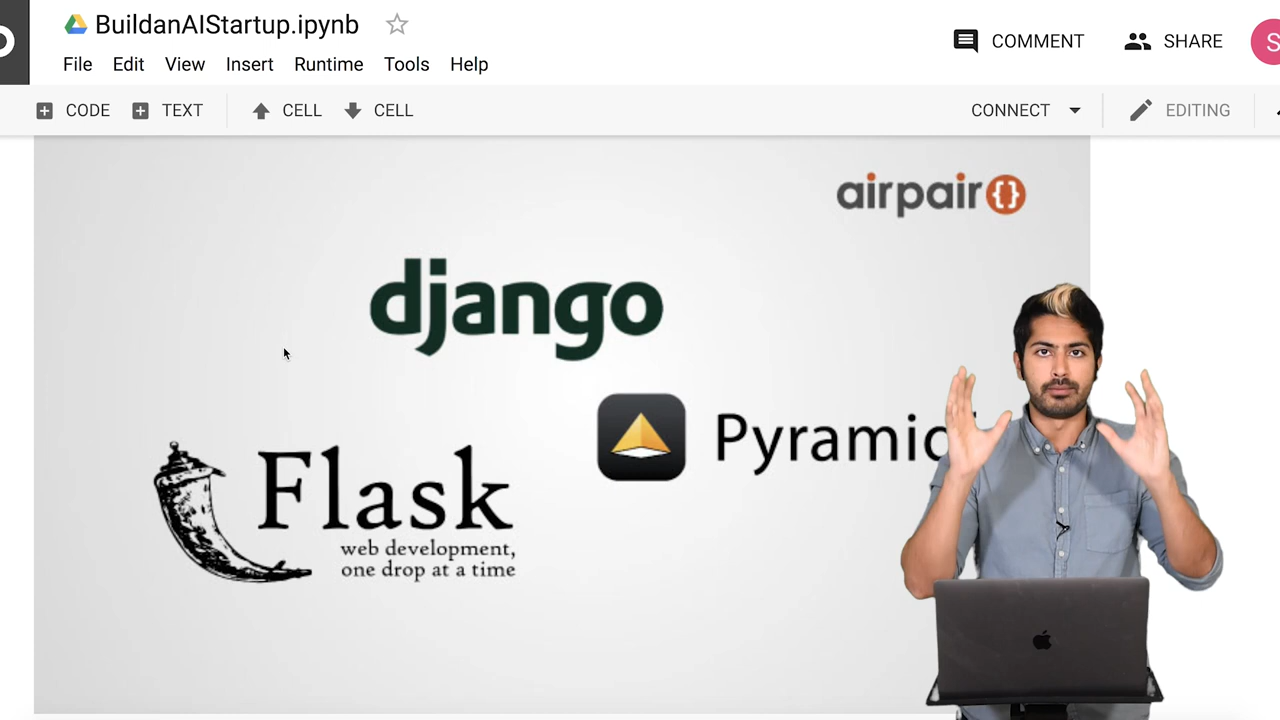 BuildanAIStartup.ipynb
COMMENT
SHARE
S
File Edit View Insert Runtime Tools Help
CODE TEXT CELL CELL
CONNECT
EDITING
airpair{}
django
Pyramid
Flask
web development,
one drop at a time